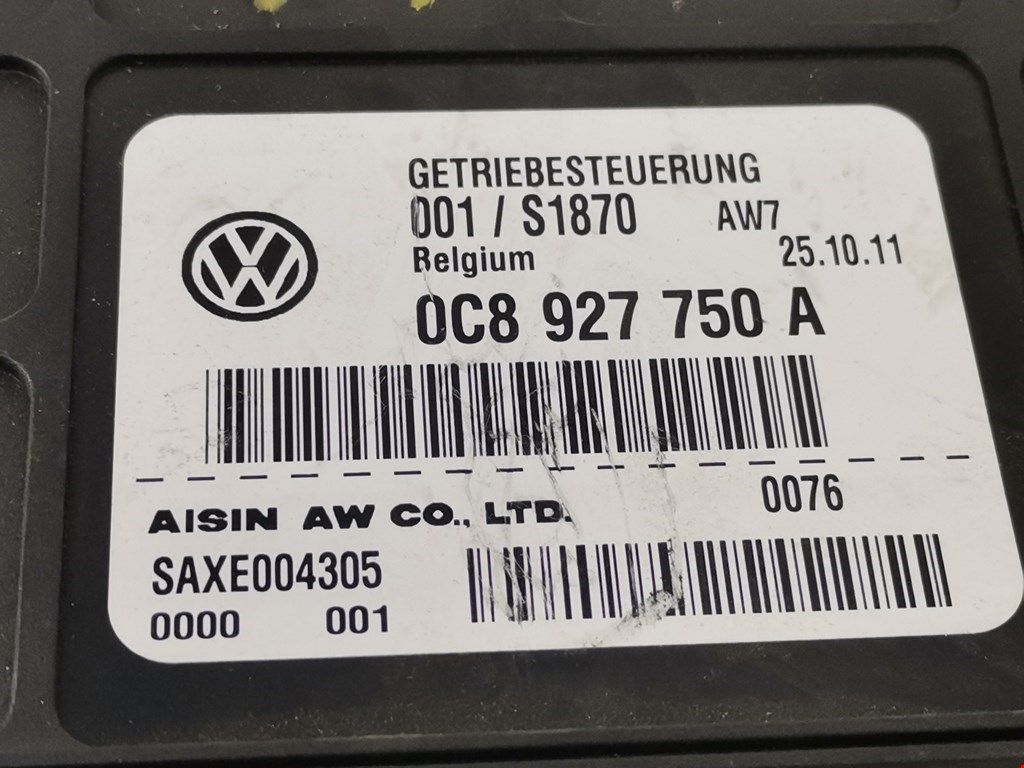 GETRIEBESTEUERUNG
001 / S1870 AW7
Belgium 25.10.11
0C8 927 750 A
0076
AISIN AW CO., LTD.
SAXE004305
0000 001